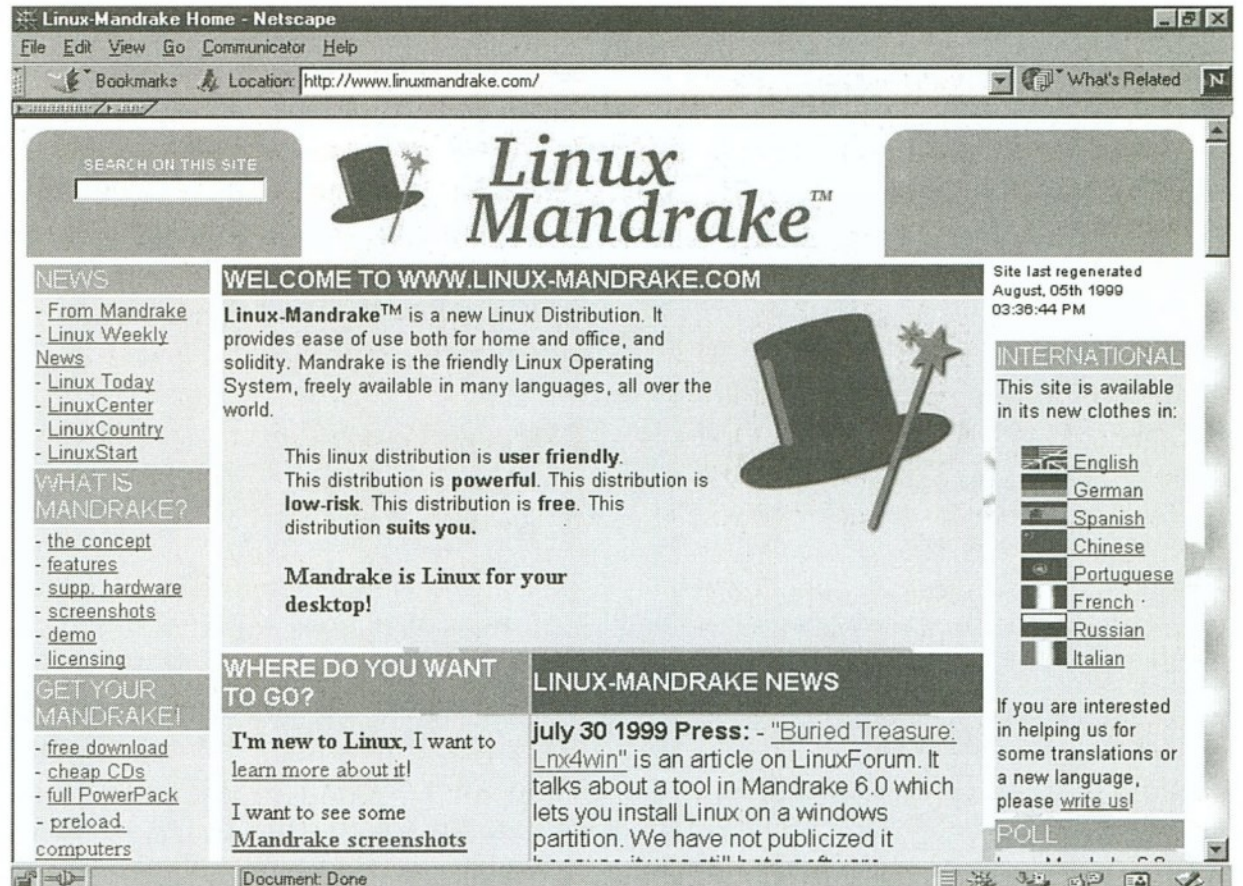 Linux-Mandrake Home - Netscape
File Edit View Go Communicator Help
Bookmarks Location: http://www.linuxmandrake.com/ What's Related N
SEARCH ON THIS SITE
Linux
Mandrake™
NEWS
- From Mandrake
- Linux Weekly
News
- Linux Today
- LinuxCenter
- LinuxCountry
- LinuxStart
WHAT IS
MANDRAKE?
- the concept
- features
- supp. hardware
- screenshots
- demo
- licensing
GET YOUR
MANDRAKE!
- free download
- cheap CDs
- full PowerPack
- preload.
computers
WELCOME TO WWW.LINUX-MANDRAKE.COM
Linux-Mandrake™ is a new Linux Distribution. It
provides ease of use both for home and office, and
solidity. Mandrake is the friendly Linux Operating
System, freely available in many languages, all over the
world.
This linux distribution is user friendly.
This distribution is powerful. This distribution is
low-risk. This distribution is free. This
distribution suits you.
Mandrake is Linux for your
desktop!
WHERE DO YOU WANT
TO GO?
I'm new to Linux, I want to
learn more about it!
I want to see some
Mandrake screenshots
LINUX-MANDRAKE NEWS
july 30 1999 Press: - "Buried Treasure:
Lnx4win" is an article on LinuxForum. It
talks about a tool in Mandrake 6.0 which
lets you install Linux on a windows
partition. We have not publicized it
Site last regenerated
August, 05th 1999
03:36:44 PM
INTERNATIONAL
This site is available
in its new clothes in:
English
German
Spanish
Chinese
Portuguese
French
Russian
Italian
If you are interested
in helping us for
some translations or
a new language,
please write us!
POLL
Document: Done